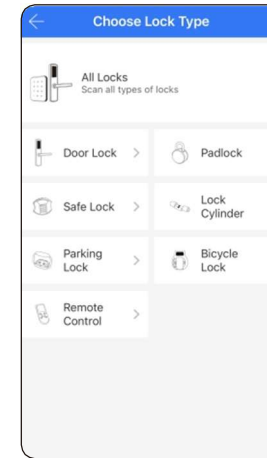 Choose Lock Type
All Locks
Scan all types of locks
Door Lock
Padlock
Safe Lock
Lock
Cylinder
Parking
Lock
Bicycle
Lock
Remote
Control